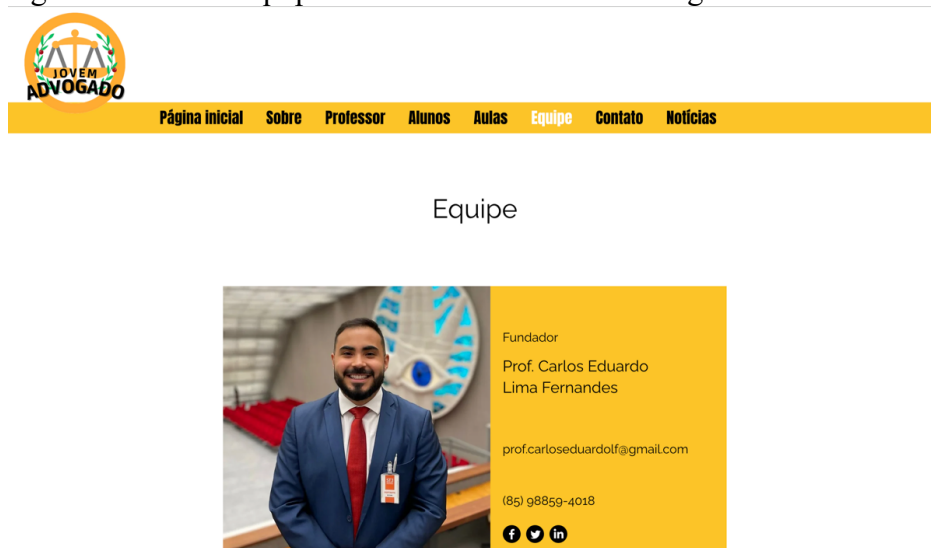 JOVEM
ADVOGADO
Página inicial Sobre Professor Alunos Aulas Equipe Contato Notícias
Equipe
Fundador
Prof. Carlos Eduardo
Lima Fernandes
prof.carloseduardolf@gmail.com
(85) 98859-4018